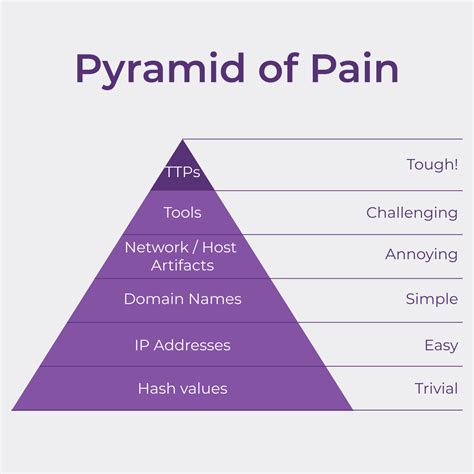 Pyramid of Pain
TTPs
Tough!
Tools
Challenging
Network / Host
Artifacts
Annoying
Domain Names
Simple
IP Addresses
Easy
Hash values
Trivial